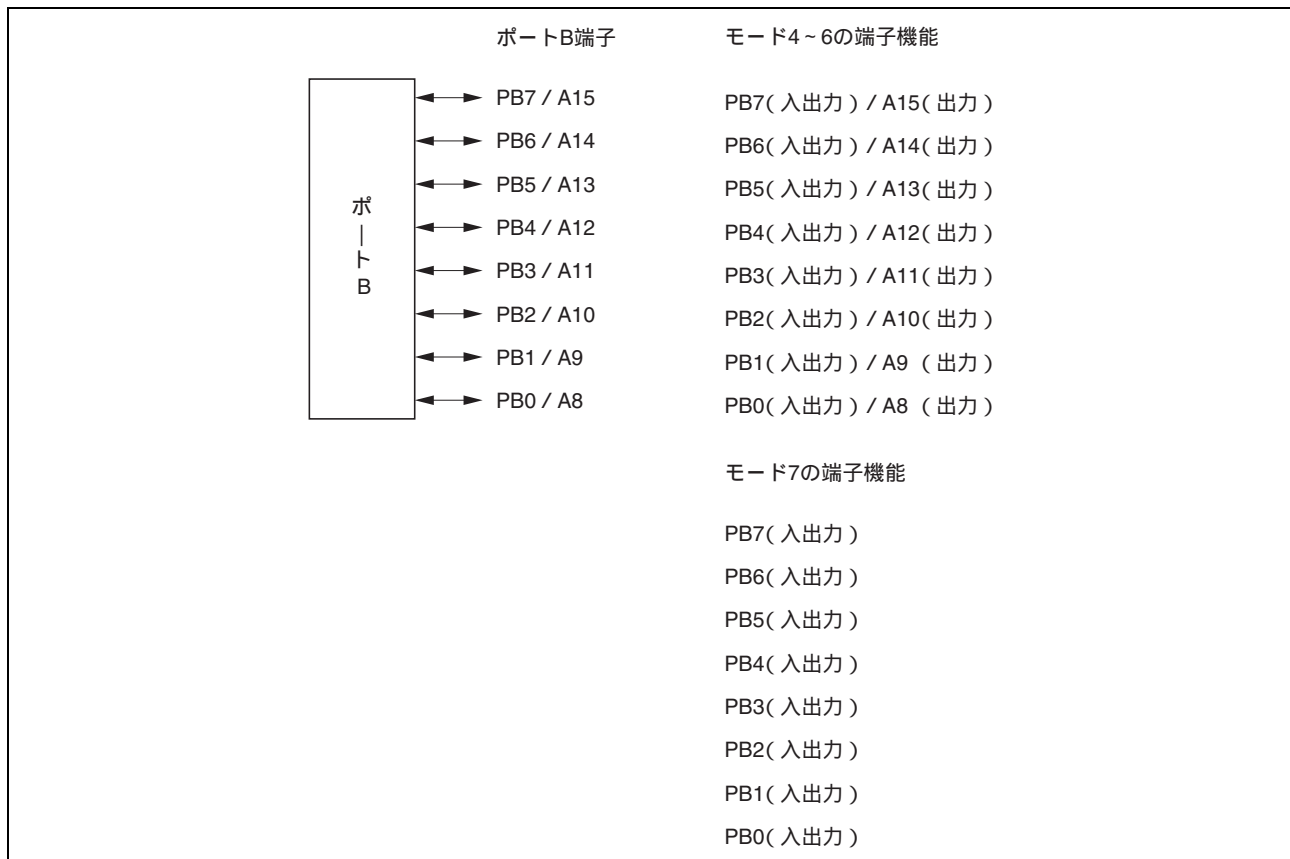 ポートB端子 モード4~6の端子機能
ポートB
PB7 / A15 PB7( 入出力 ) / A15( 出力 )
PB6 / A14 PB6( 入出力 ) / A14( 出力 )
PB5 / A13 PB5( 入出力 ) / A13( 出力 )
PB4 / A12 PB4( 入出力 ) / A12( 出力 )
PB3 / A11 PB3( 入出力 ) / A11( 出力 )
PB2 / A10 PB2( 入出力 ) / A10( 出力 )
PB1 / A9 PB1( 入出力 ) / A9 ( 出力 )
PB0 / A8 PB0( 入出力 ) / A8 ( 出力 )
モード7の端子機能
PB7( 入出力 )
PB6( 入出力 )
PB5( 入出力 )
PB4( 入出力 )
PB3( 入出力 )
PB2( 入出力 )
PB1( 入出力 )
PB0( 入出力 )